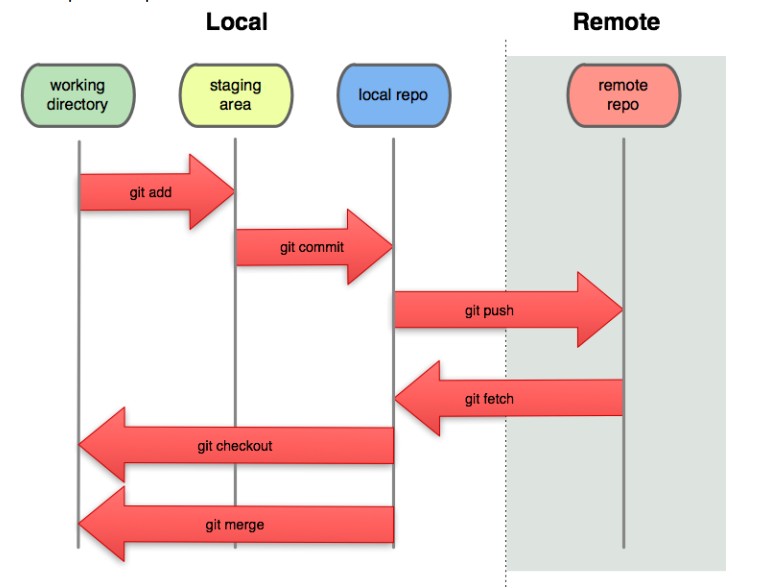 Local
Remote
working
directory
staging
area
local repo
remote
repo
git add
git commit
git push
git fetch
git checkout
git merge